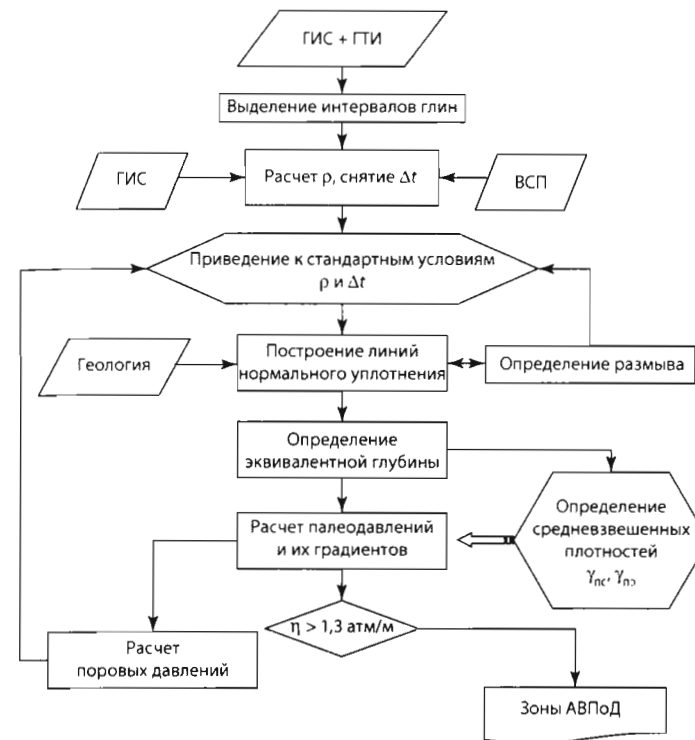 ГИС + ГТИ
Выделение интервалов глин
ГИС
Расчет ρ, снятие Δt
ВСП
Приведение к стандартным условиям
ρ и Δt
Геология
Построение линий
нормального уплотнения
Определение размыва
Определение
эквивалентной глубины
Определение
средневзвешенных
плотностей
γпс, γпэ
Расчет палеодавлений
и их градиентов
η > 1,3 атм/м
Расчет
поровых давлений
Зоны АВПоД